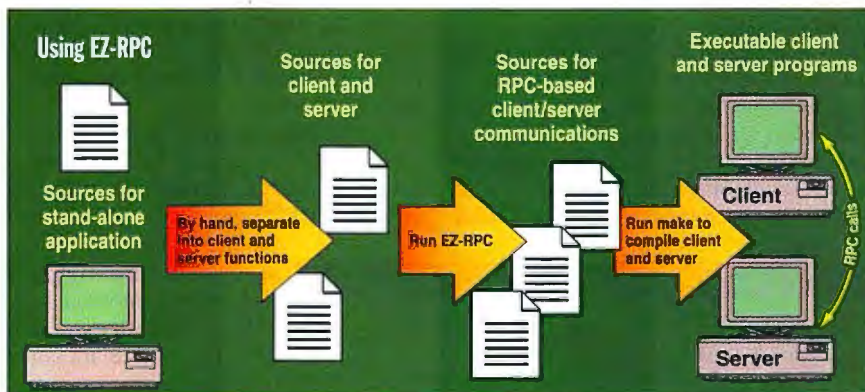 Using EZ-RPC
Sources for
stand-alone
application
By hand, separate
into client and
server functions
Sources for
client and
server
Run EZ-RPC
Sources for
RPC-based
client/server
communications
Run make to
compile client
and server
Executable client
and server programs
Client
RPC calls
Server